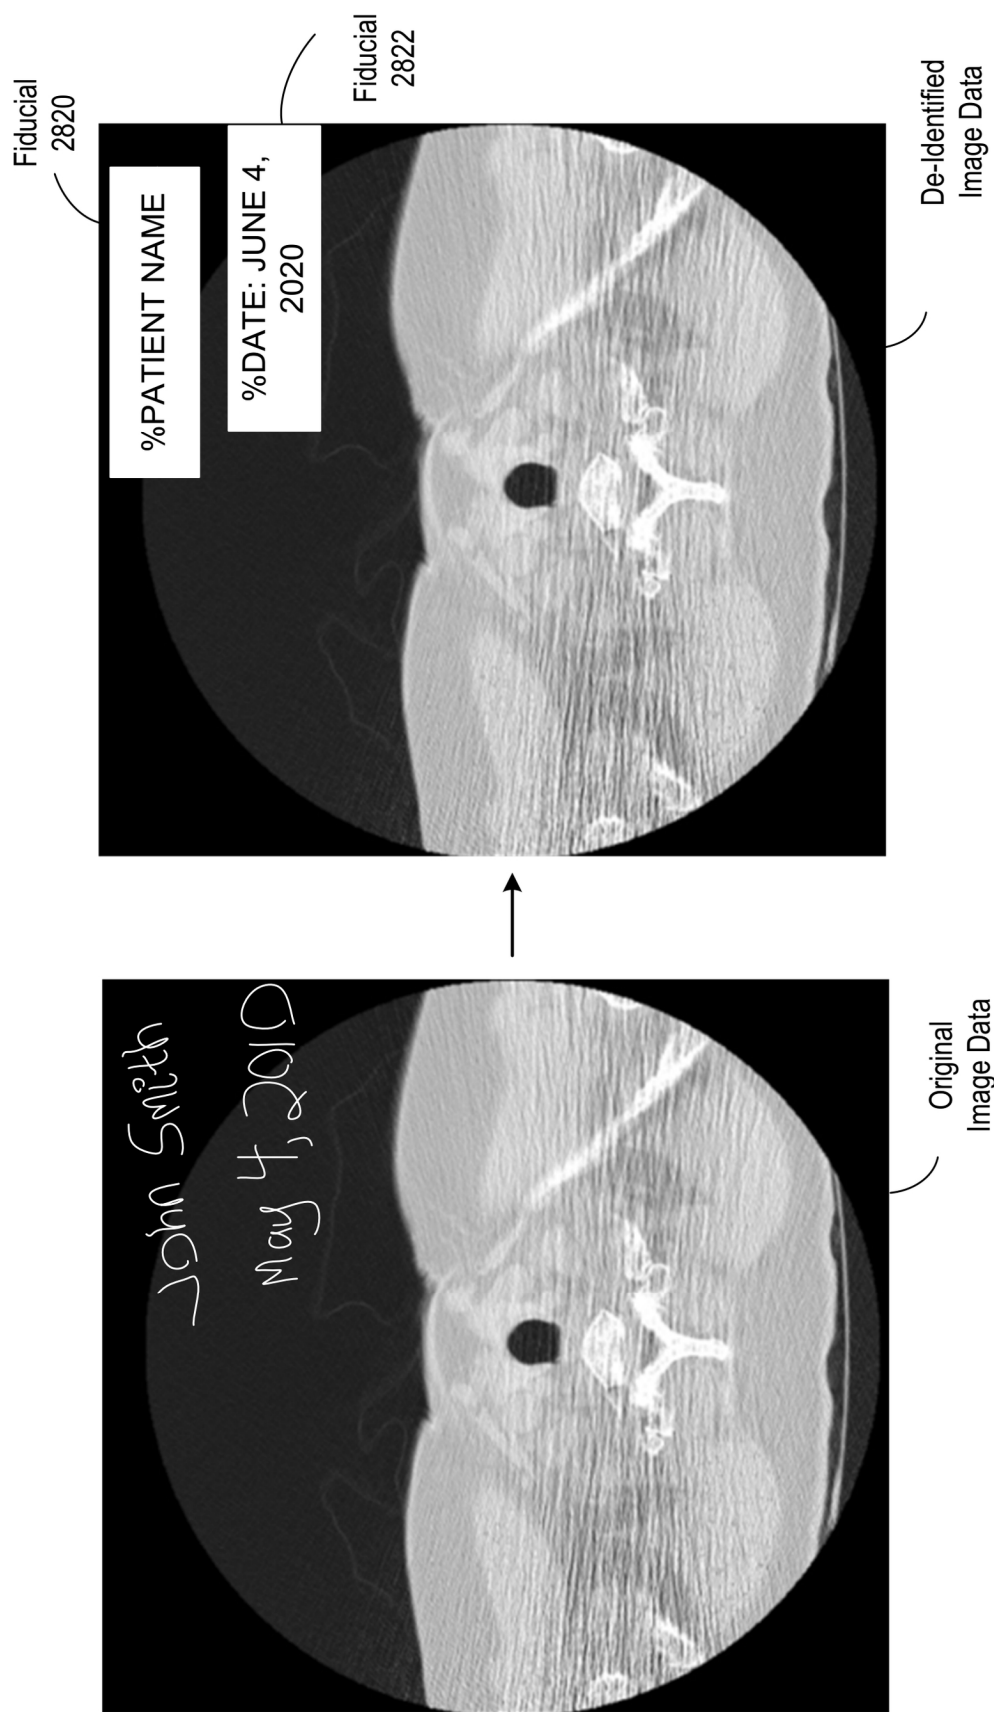 John Smith
May 4, 2010
Original
Image Data
Fiducial
2820
%PATIENT NAME
%DATE: JUNE 4,
2020
Fiducial
2822
De-Identified
Image Data